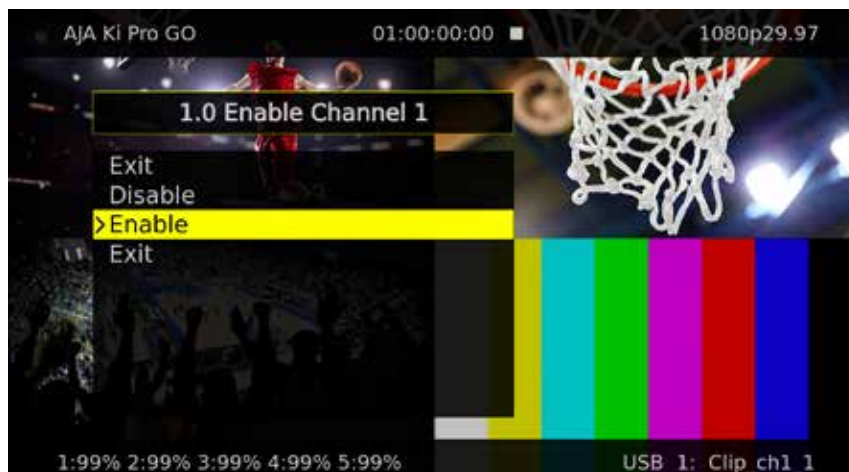 AJA Ki Pro GO 01:00:00:00 1080p29.97
1.0 Enable Channel 1
Exit
Disable
>Enable
Exit
1:99% 2:99% 3:99% 4:99% 5:99% USB 1: Clip ch1 1